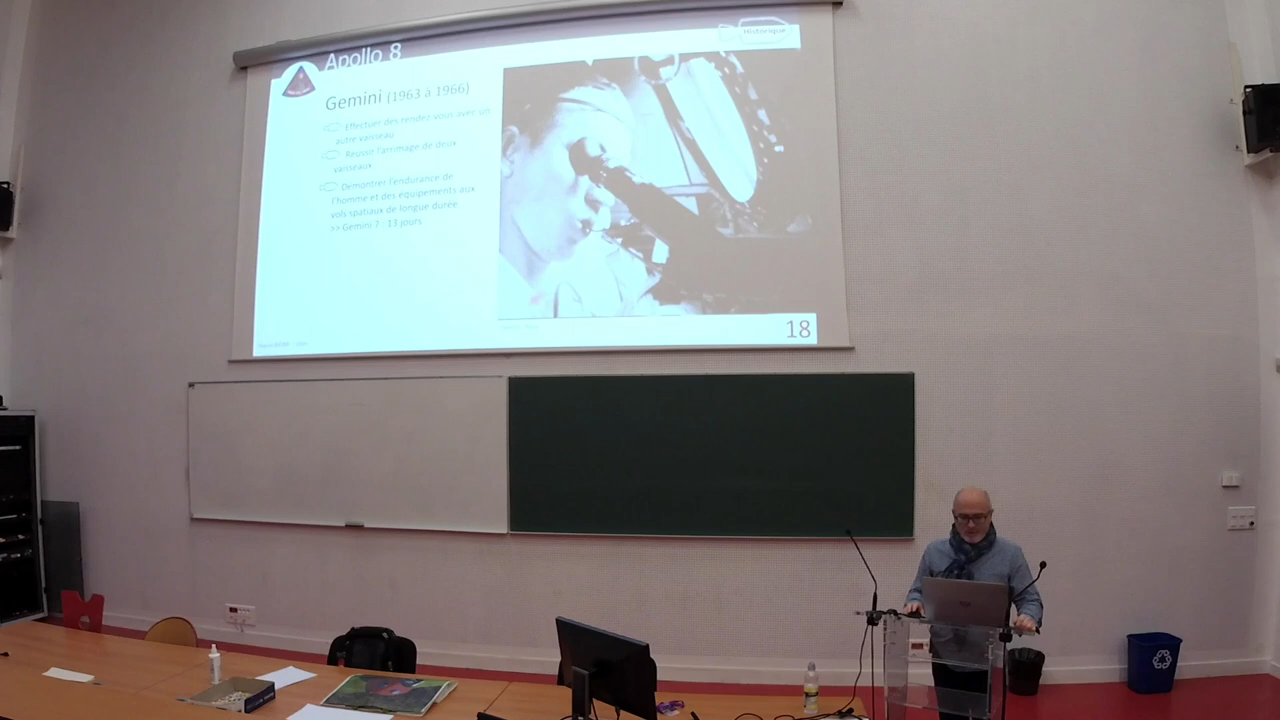 Apollo 8
Historique
Gemini (1963 à 1966)
Effectuer des rendez-vous avec un
autre vaisseau
Réussir l'arrimage de deux
vaisseaux
Démontrer l'endurance de
l'homme et des équipements aux
vols spatiaux de longue durée
>> Gemini 7 : 13 jours
18